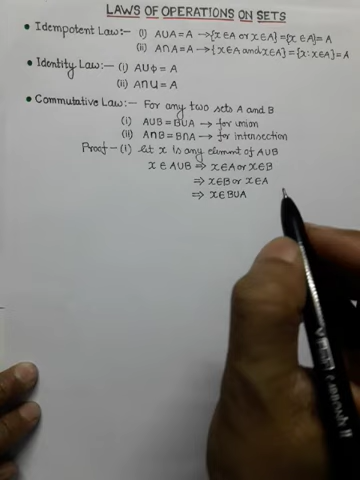 LAWS OF OPERATIONS ON SETS
• Idempotent Law:- (i) A∪A = A → {x∈A or x∈A} = {x∈A} = A
(ii) A∩A = A → {x∈A and x∈A} = {x:x∈A} = A
• Identity Law:- (i) A∪ϕ = A
(ii) A∩U = A
• Commutative Law:- For any two sets A and B
(i) A∪B = B∪A → for union
(ii) A∩B = B∩A → for intersection
Proof-(i) let x is any element of A∪B
x ∈ A∪B ⇒ x∈A or x∈B
⇒ x∈B or x∈A
⇒ x∈B∪A